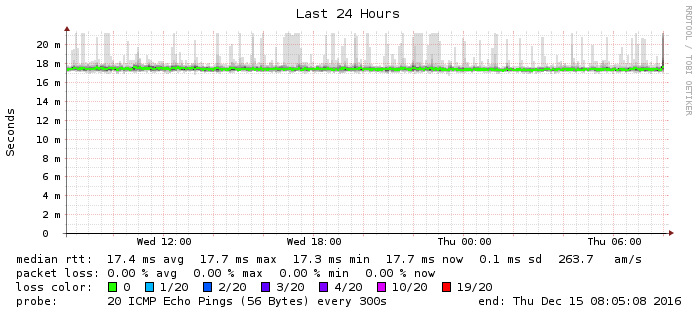 Last 24 Hours
RRDTOOL / TOBI OETIKER
Seconds
20 m
18 m
16 m
14 m
12 m
10 m
8 m
6 m
4 m
2 m
0
Wed 12:00 Wed 18:00 Thu 00:00 Thu 06:00
median rtt: 17.4 ms avg 17.7 ms max 17.3 ms min 17.7 ms now 0.1 ms sd 263.7 am/s
packet loss: 0.00 % avg 0.00 % max 0.00 % min 0.00 % now
loss color: 0 1/20 2/20 3/20 4/20 10/20 19/20
probe: 20 ICMP Echo Pings (56 Bytes) every 300s end: Thu Dec 15 08:05:08 2016